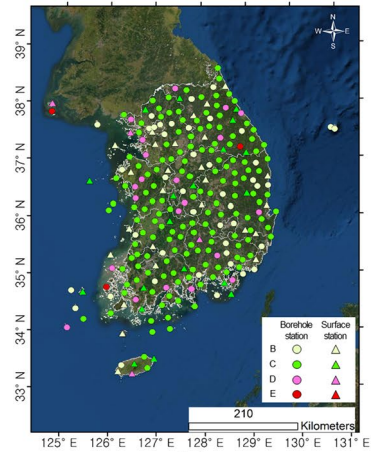 N
W E
S
39° N
38° N
37° N
36° N
35° N
34° N
33° N
Borehole station
Surface station
B
C
D
E
210
Kilometers
125° E 126° E 127° E 128° E 129° E 130° E 131° E